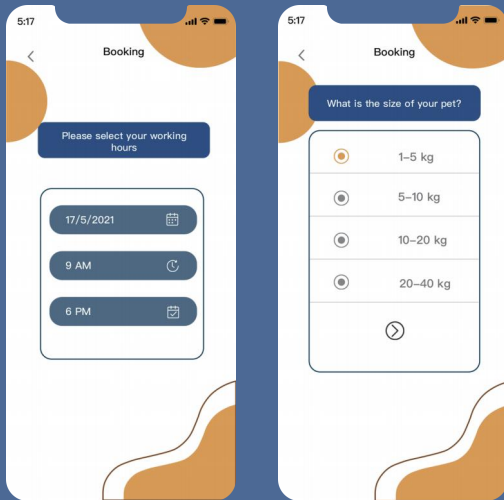 5:17
Booking
Please select your working
hours
17/5/2021
9 AM
6 PM
5:17
Booking
What is the size of your pet?
1–5 kg
5–10 kg
10–20 kg
20–40 kg